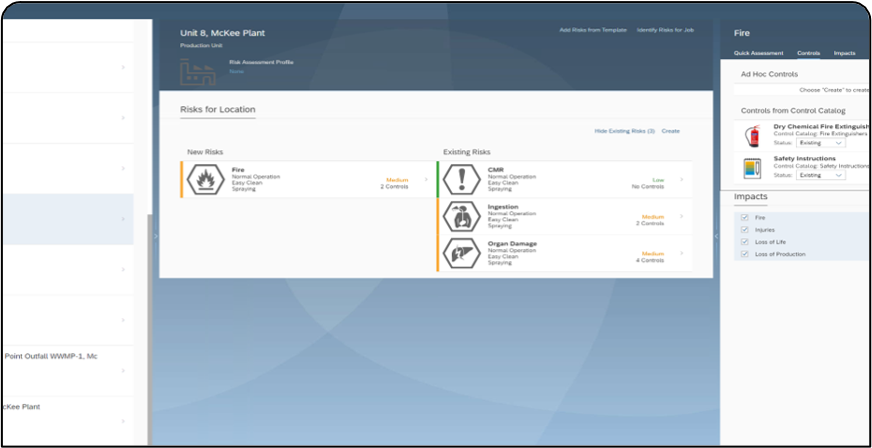 Point Outfall WWMP-1, Mc
cKee Plant
Unit 8, McKee Plant
Production Unit
Add Risks from Template Identify Risks for Job
Risk Assessment Profile
None
Risks for Location
Hide Existing Risks (3) Create
New Risks
Fire
Normal Operation
Easy Clean
Spraying
Medium
2 Controls
Existing Risks
CMR
Normal Operation
Easy Clean
Spraying
Low
No Controls
Ingestion
Normal Operation
Easy Clean
Spraying
Medium
2 Controls
Organ Damage
Normal Operation
Easy Clean
Spraying
Medium
4 Controls
Fire
Quick Assessment Controls Impacts
Ad Hoc Controls
Choose "Create" to create
Controls from Control Catalog
Dry Chemical Fire Extinguish
Control Catalog: Fire Extinguishers
Status: Existing
Safety Instructions
Control Catalog: Safety Instructions
Status: Existing
Impacts
Fire
Injuries
Loss of Life
Loss of Production